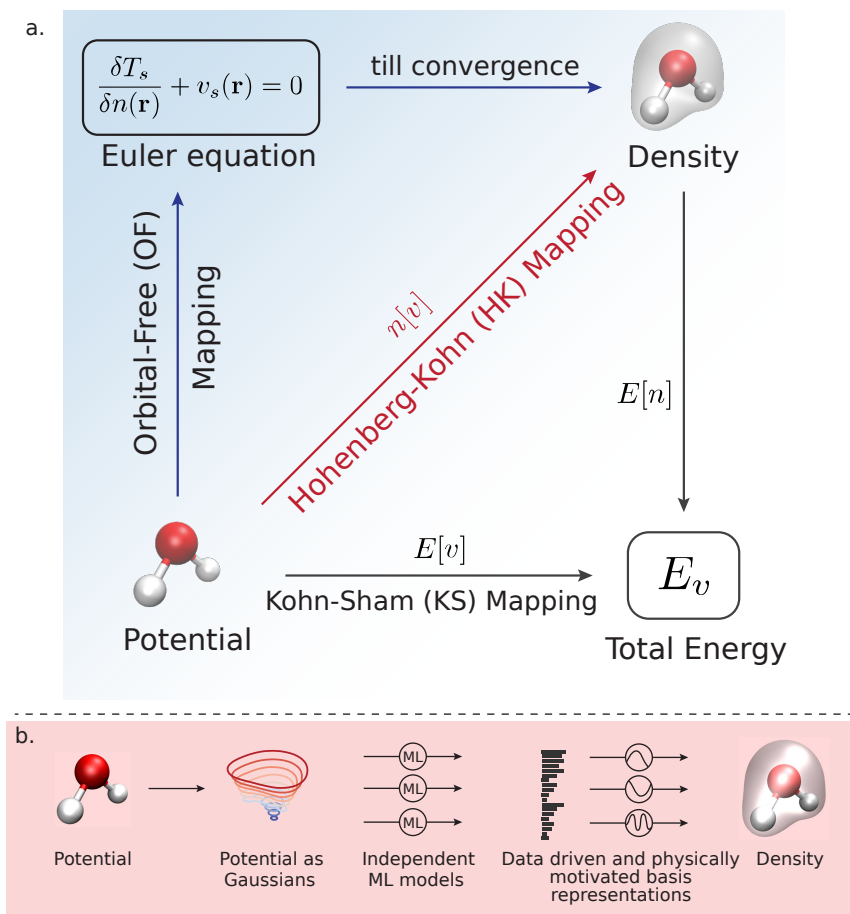 a.
δT_s/δn(𝐫) + v_s(𝐫) = 0
till convergence
Euler equation
Density
Orbital-Free (OF)
Mapping
n[v]
Hohenberg-Kohn (HK) Mapping
E[n]
E[v]
Kohn-Sham (KS) Mapping
E_v
Potential
Total Energy
b.
ML
ML
ML
Potential
Potential as
Gaussians
Independent
ML models
Data driven and physically
motivated basis
representations
Density